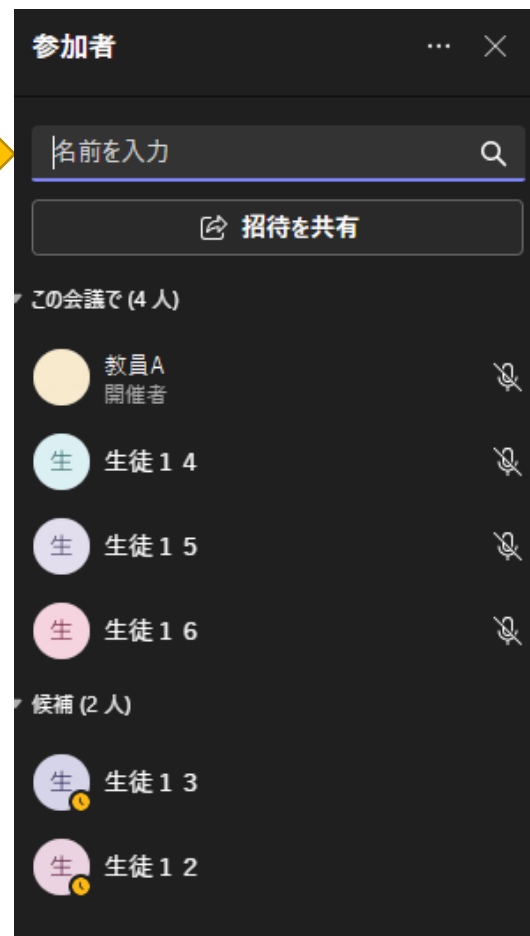 参加者
名前を入力
招待を共有
この会議で (4 人)
教員A
開催者
生 生徒１４
生 生徒１５
生 生徒１６
候補 (2 人)
生 生徒１３
生 生徒１２